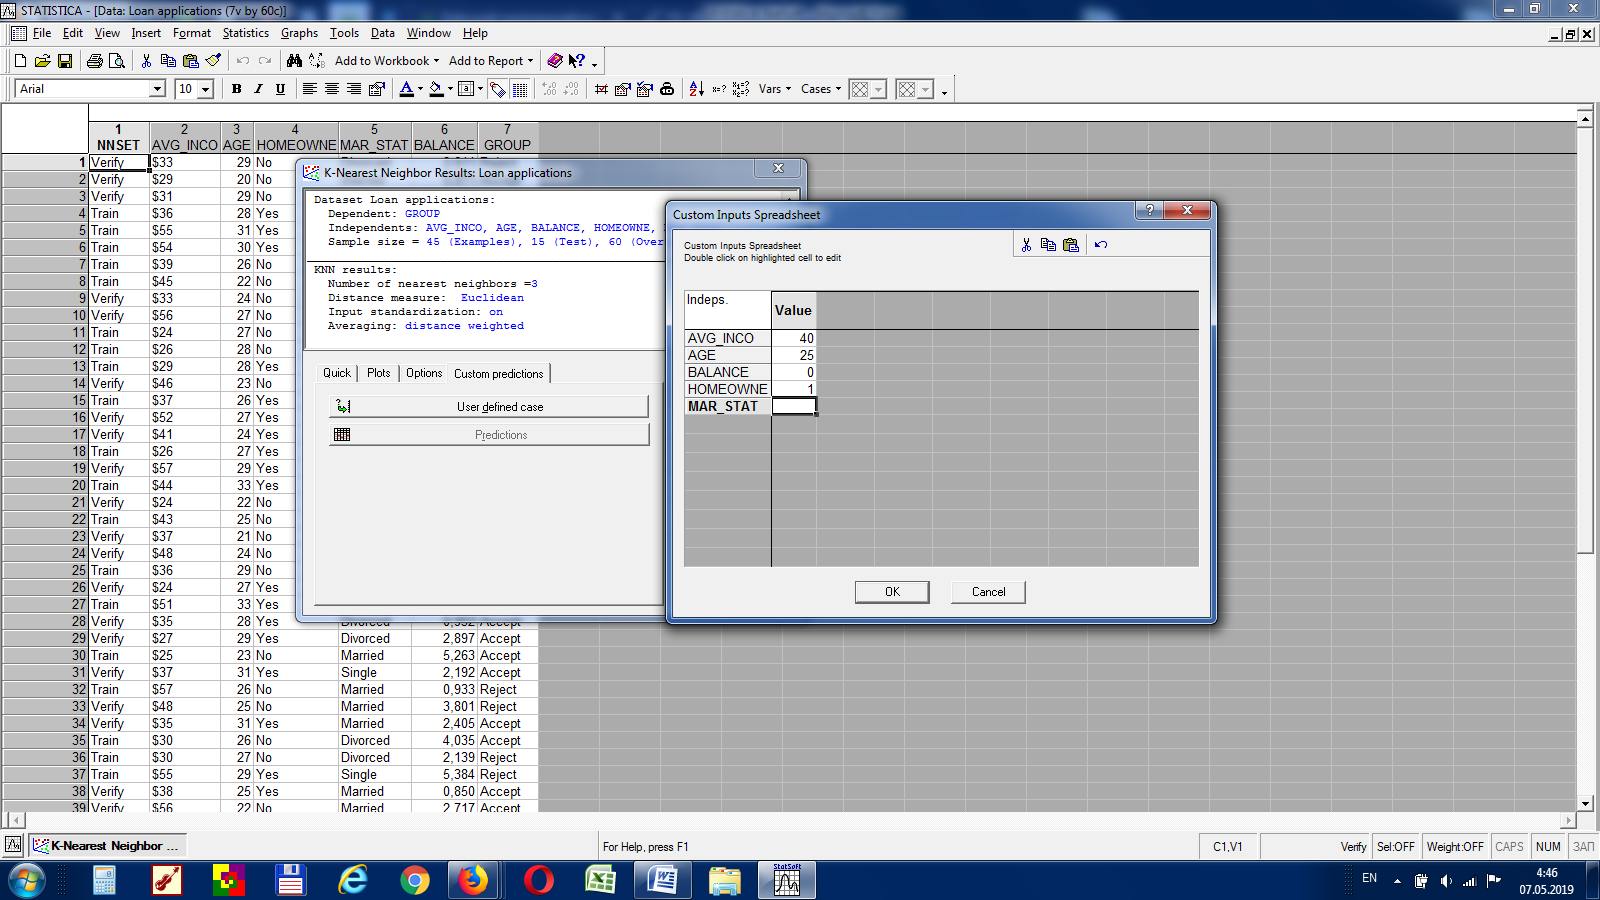 STATISTICA - [Data: Loan applications (7v by 60c)]
File Edit View Insert Format Statistics Graphs Tools Data Window Help
Add to Workbook Add to Report
Arial 10 B I U A Vars Cases
1 2 3 4 5 6 7
NNSET AVG_INCO AGE HOMEOWNE MAR_STAT BALANCE GROUP
1 Verify $33 29 No
2 Verify $29 20 No
3 Verify $31 29 No
4 Train $36 28 Yes
5 Train $55 31 Yes
6 Train $54 30 Yes
7 Train $39 26 No
8 Train $45 22 No
9 Verify $33 24 No
10 Verify $56 27 No
11 Train $24 27 No
12 Train $26 28 No
13 Train $29 28 Yes
14 Verify $46 23 No
15 Train $37 26 Yes
16 Verify $52 27 Yes
17 Verify $41 24 Yes
18 Train $26 27 Yes
19 Verify $57 29 Yes
20 Train $44 33 Yes
21 Verify $24 22 No
22 Train $43 25 No
23 Verify $37 21 No
24 Verify $48 24 No
25 Train $36 29 No
26 Verify $24 27 Yes
27 Train $51 33 Yes
28 Verify $35 28 Yes Divorced Accept
29 Verify $27 29 Yes Divorced 2,897 Accept
30 Train $25 23 No Married 5,263 Accept
31 Verify $37 31 Yes Single 2,192 Accept
32 Train $57 26 No Married 0,933 Reject
33 Verify $48 25 No Married 3,801 Reject
34 Verify $35 31 Yes Married 2,405 Accept
35 Train $30 26 No Divorced 4,035 Accept
36 Train $30 27 No Divorced 2,139 Reject
37 Train $55 29 Yes Single 5,384 Reject
38 Verify $38 25 Yes Married 0,850 Accept
39 Verify $56 22 No Married 2,717 Accept
K-Nearest Neighbor Results: Loan applications
Dataset Loan applications:
Dependent: GROUP
Independents: AVG_INCO, AGE, BALANCE, HOMEOWNE,
Sample size = 45 (Examples), 15 (Test), 60 (Over
KNN results:
Number of nearest neighbors =3
Distance measure: Euclidean
Input standardization: on
Averaging: distance weighted
Quick Plots Options Custom predictions
User defined case
Predictions
Custom Inputs Spreadsheet
Custom Inputs Spreadsheet
Double click on highlighted cell to edit
Indeps. Value
AVG_INCO 40
AGE 25
BALANCE 0
HOMEOWNE 1
MAR_STAT
OK Cancel
K-Nearest Neighbor ... For Help, press F1 C1,V1 Verify Sel:OFF Weight:OFF CAPS NUM ЗАП
StatSoft
EN
4:46
07.05.2019